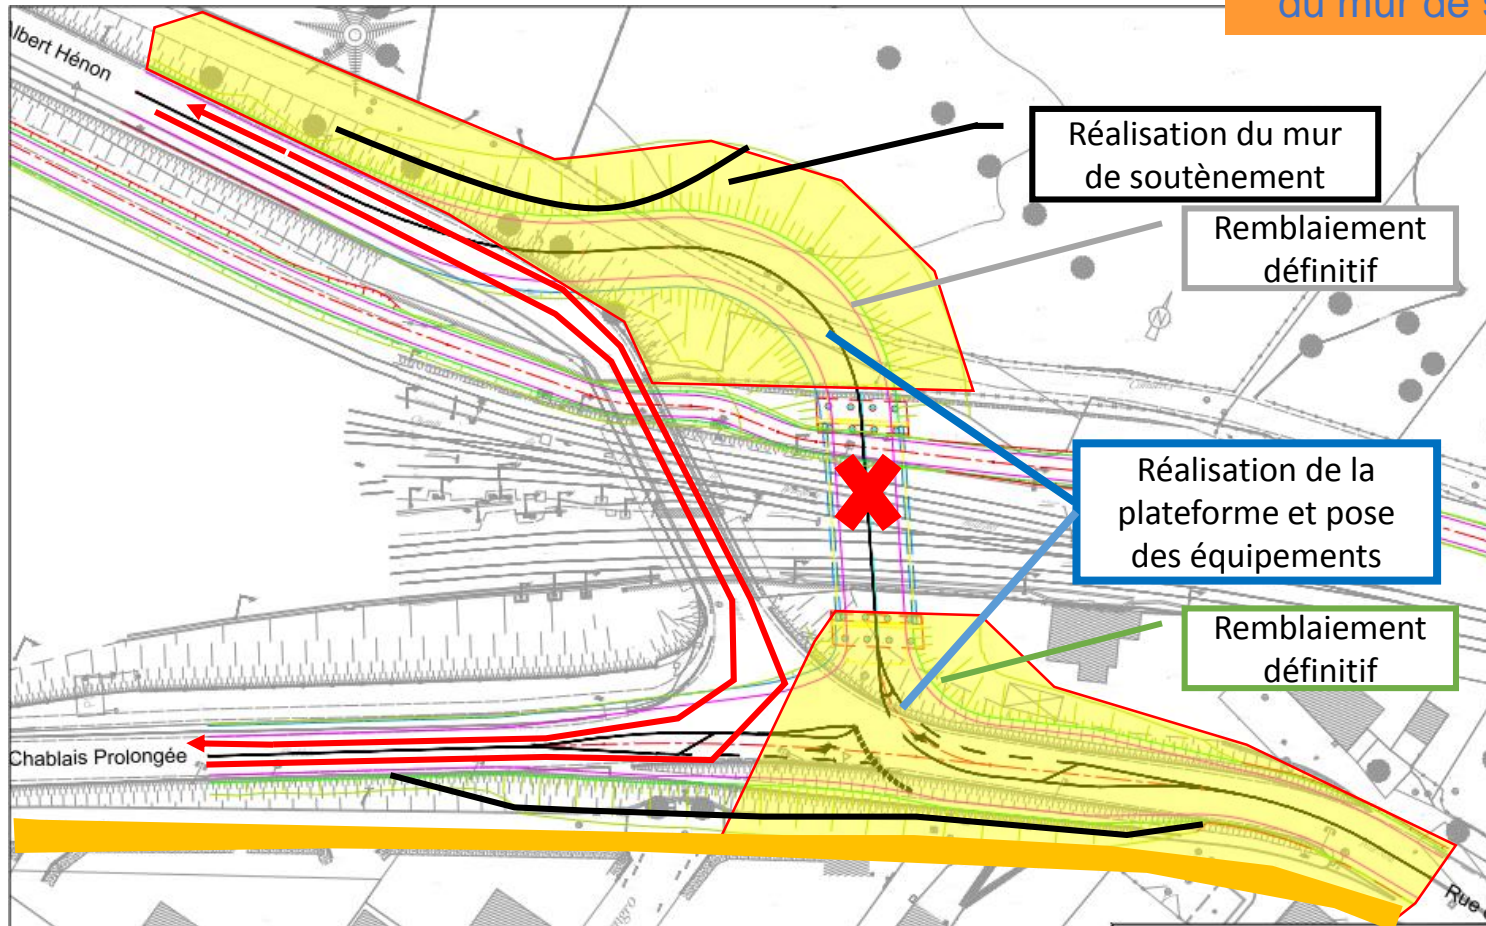 du mur de s
Albert Hénon
Réalisation du mur
de soutènement
Remblaiement
définitif
N
Réalisation de la
plateforme et pose
des équipements
Remblaiement
définitif
Chablais Prolongée
Rue